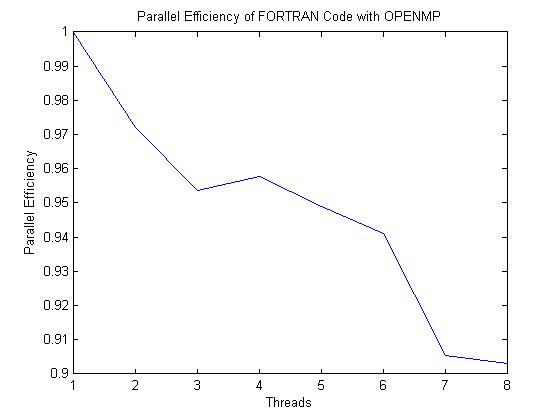 Parallel Efficiency of FORTRAN Code with OPENMP
1
0.99
0.98
0.97
0.96
0.95
0.94
0.93
0.92
0.91
0.9
Parallel Efficiency
1 2 3 4 5 6 7 8
Threads